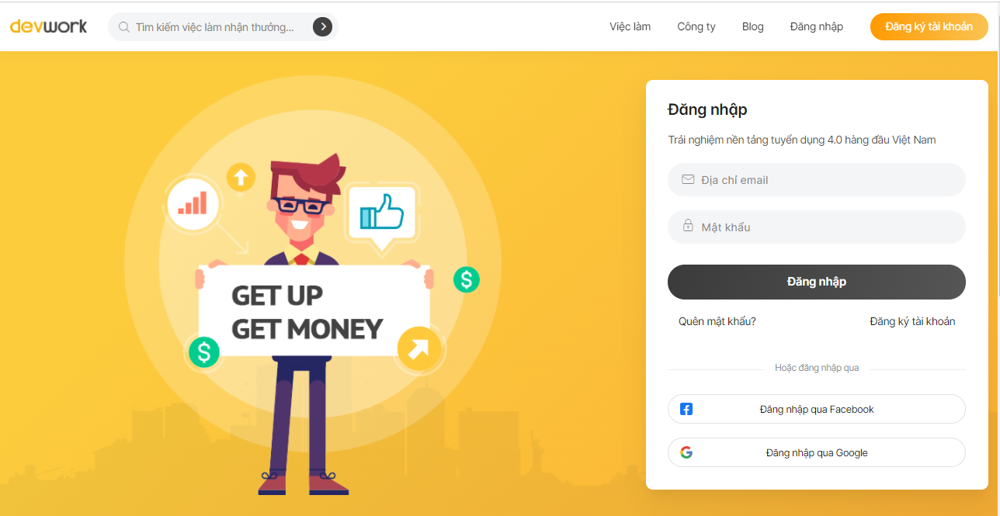 devwork
Tìm kiếm việc làm nhận thưởng...
Việc làm
Công ty
Blog
Đăng nhập
Đăng ký tài khoản
GET UP
GET MONEY
Đăng nhập
Trải nghiệm nền tảng tuyển dụng 4.0 hàng đầu Việt Nam
Địa chỉ email
Mật khẩu
Đăng nhập
Quên mật khẩu?
Đăng ký tài khoản
Hoặc đăng nhập qua
Đăng nhập qua Facebook
Đăng nhập qua Google